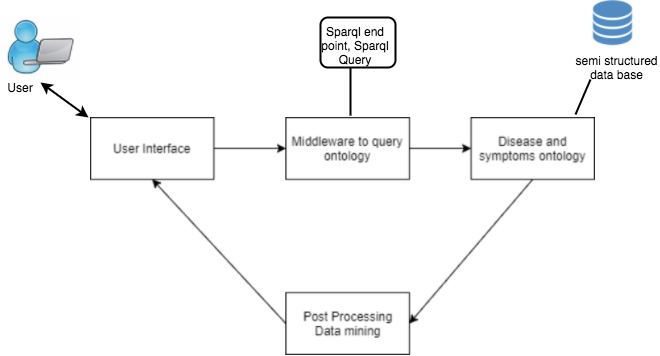 Sparql end
point, Sparql
Query
semi structured
data base
User
User Interface
Middleware to query
ontology
Disease and
symptoms ontology
Post Processing
Data mining